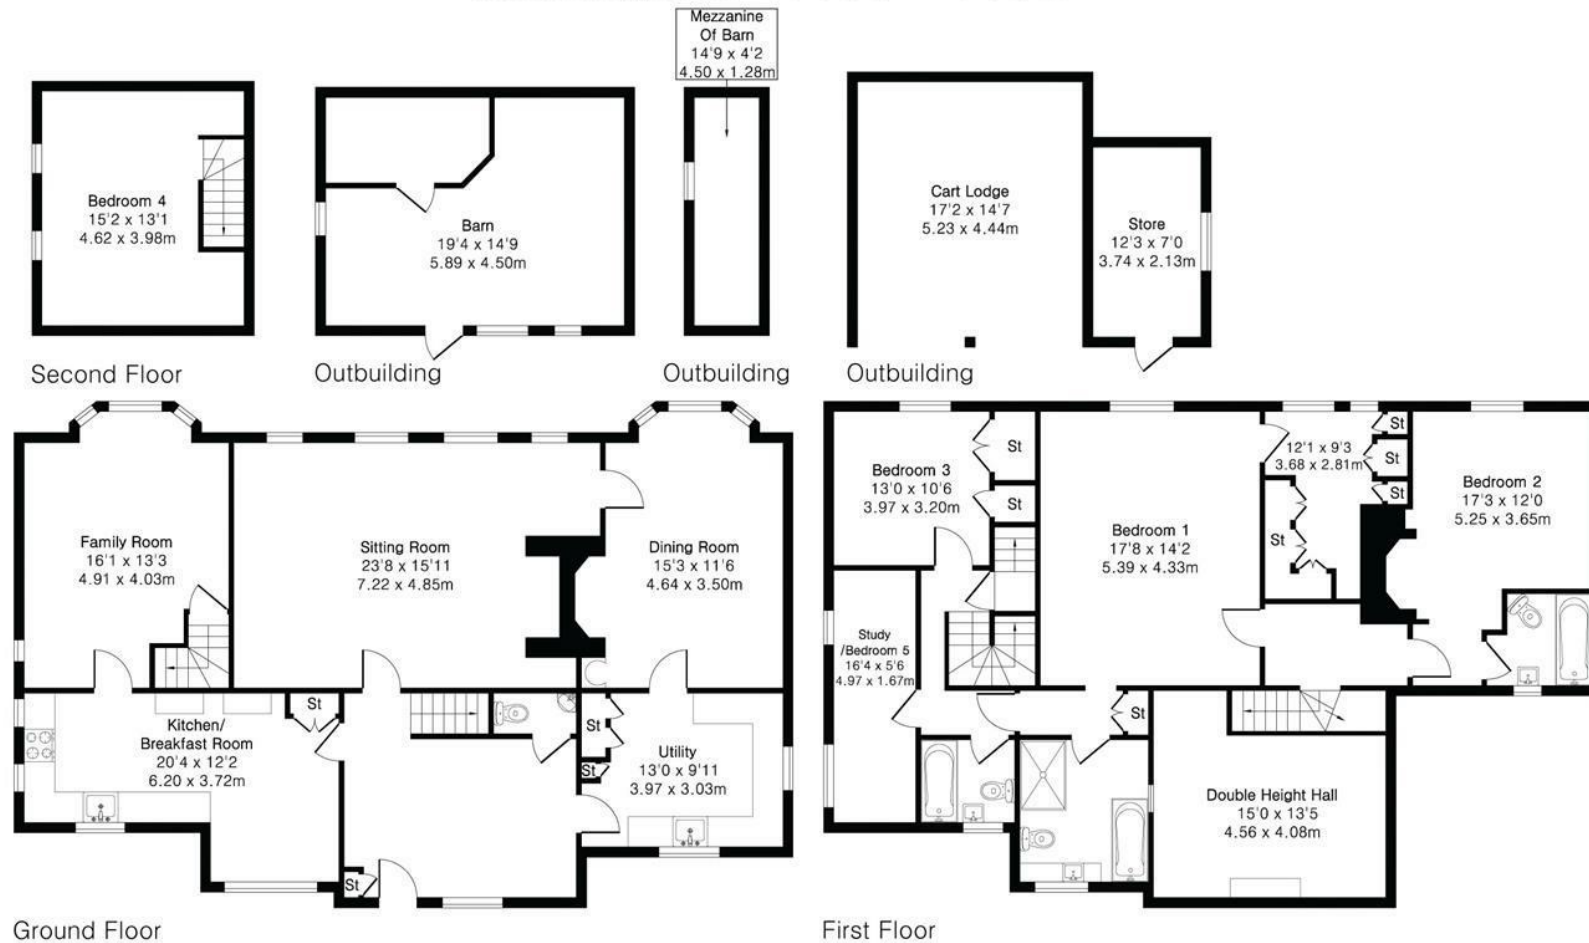 Mezzanine
Of Barn
14'9 x 4'2
4.50 x 1.28m
Bedroom 4
15'2 x 13'1
4.62 x 3.98m
Barn
19'4 x 14'9
5.89 x 4.50m
Cart Lodge
17'2 x 14'7
5.23 x 4.44m
Store
12'3 x 7'0
3.74 x 2.13m
Second Floor
Outbuilding
Outbuilding
Outbuilding
Family Room
16'1 x 13'3
4.91 x 4.03m
Sitting Room
23'8 x 15'11
7.22 x 4.85m
Dining Room
15'3 x 11'6
4.64 x 3.50m
St
Kitchen/
Breakfast Room
20'4 x 12'2
6.20 x 3.72m
St
St
Utility
13'0 x 9'11
3.97 x 3.03m
St
Ground Floor
Bedroom 3
13'0 x 10'6
3.97 x 3.20m
St
St
Bedroom 1
17'8 x 14'2
5.39 x 4.33m
St
12'1 x 9'3
3.68 x 2.81m
St
St
St
Bedroom 2
17'3 x 12'0
5.25 x 3.65m
Study
/Bedroom 5
16'4 x 5'6
4.97 x 1.67m
St
Double Height Hall
15'0 x 13'5
4.56 x 4.08m
First Floor